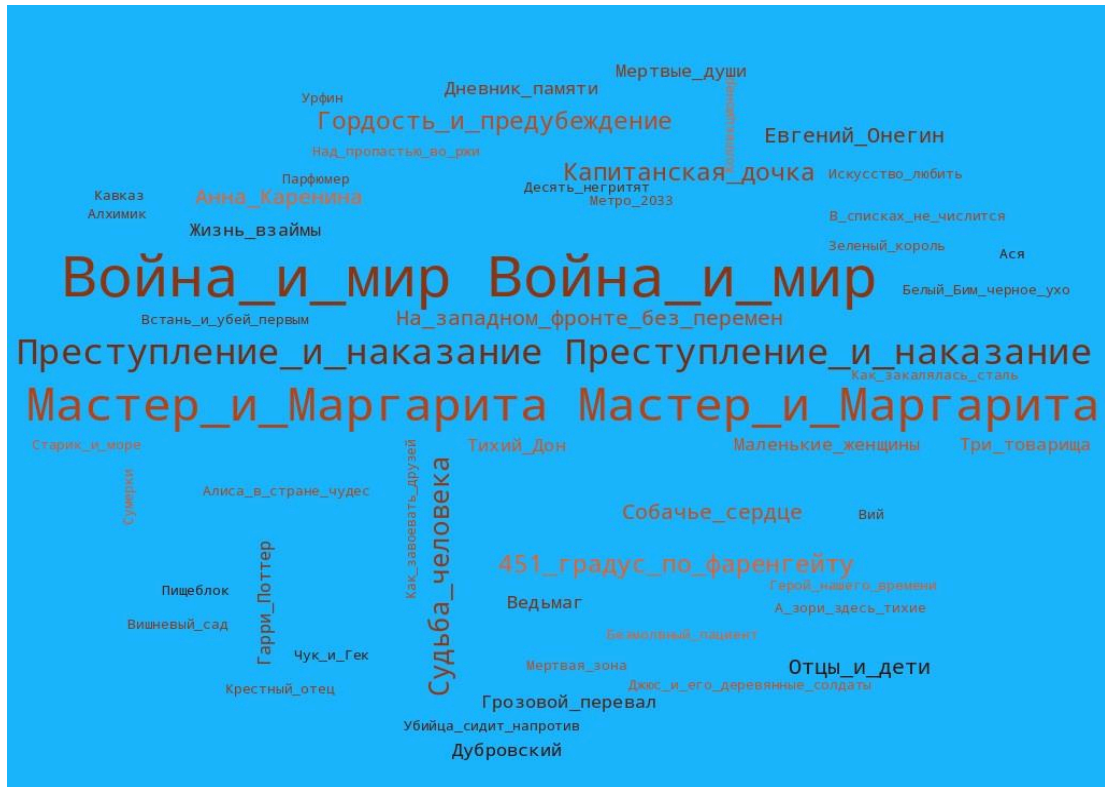 Мертвые_души
Дневник_памяти
Урфин
Гордость_и_предубеждение
Евгений_Онегин
Над_пропастью_во_ржи
Капитанская_дочка
Искусство_любить
Парфюмер
Десять_негритят
Кавказ
Анна_Каренина
Метро_2033
Алхимик
В_списках_не_числится
Жизнь_взаймы
Зеленый_король
Ася
Война_и_мир Война_и_мир
Белый_Бим_черное_ухо
Встань_и_убей_первым
На_западном_фронте_без_перемен
Преступление_и_наказание Преступление_и_наказание
Как_закалялась_сталь
Мастер_и_Маргарита Мастер_и_Маргарита
Старик_и_море
Тихий_Дон
Маленькие_женщины
Три_товарища
Сумерки
Алиса_в_стране_чудес
Как_завоевать_друзей
Судьба_человека
Собачье_сердце
Вий
451_градус_по_фаренгейту
Герой_нашего_времени
Пищеблок
Гарри_Поттер
Ведьмаг
А_зори_здесь_тихие
Вишневый_сад
Безмолвный_пациент
Чук_и_Гек
Мертвая_зона
Отцы_и_дети
Крестный_отец
Джюс_и_его_деревянные_солдаты
Грозовой_перевал
Убийца_сидит_напротив
Дубровский